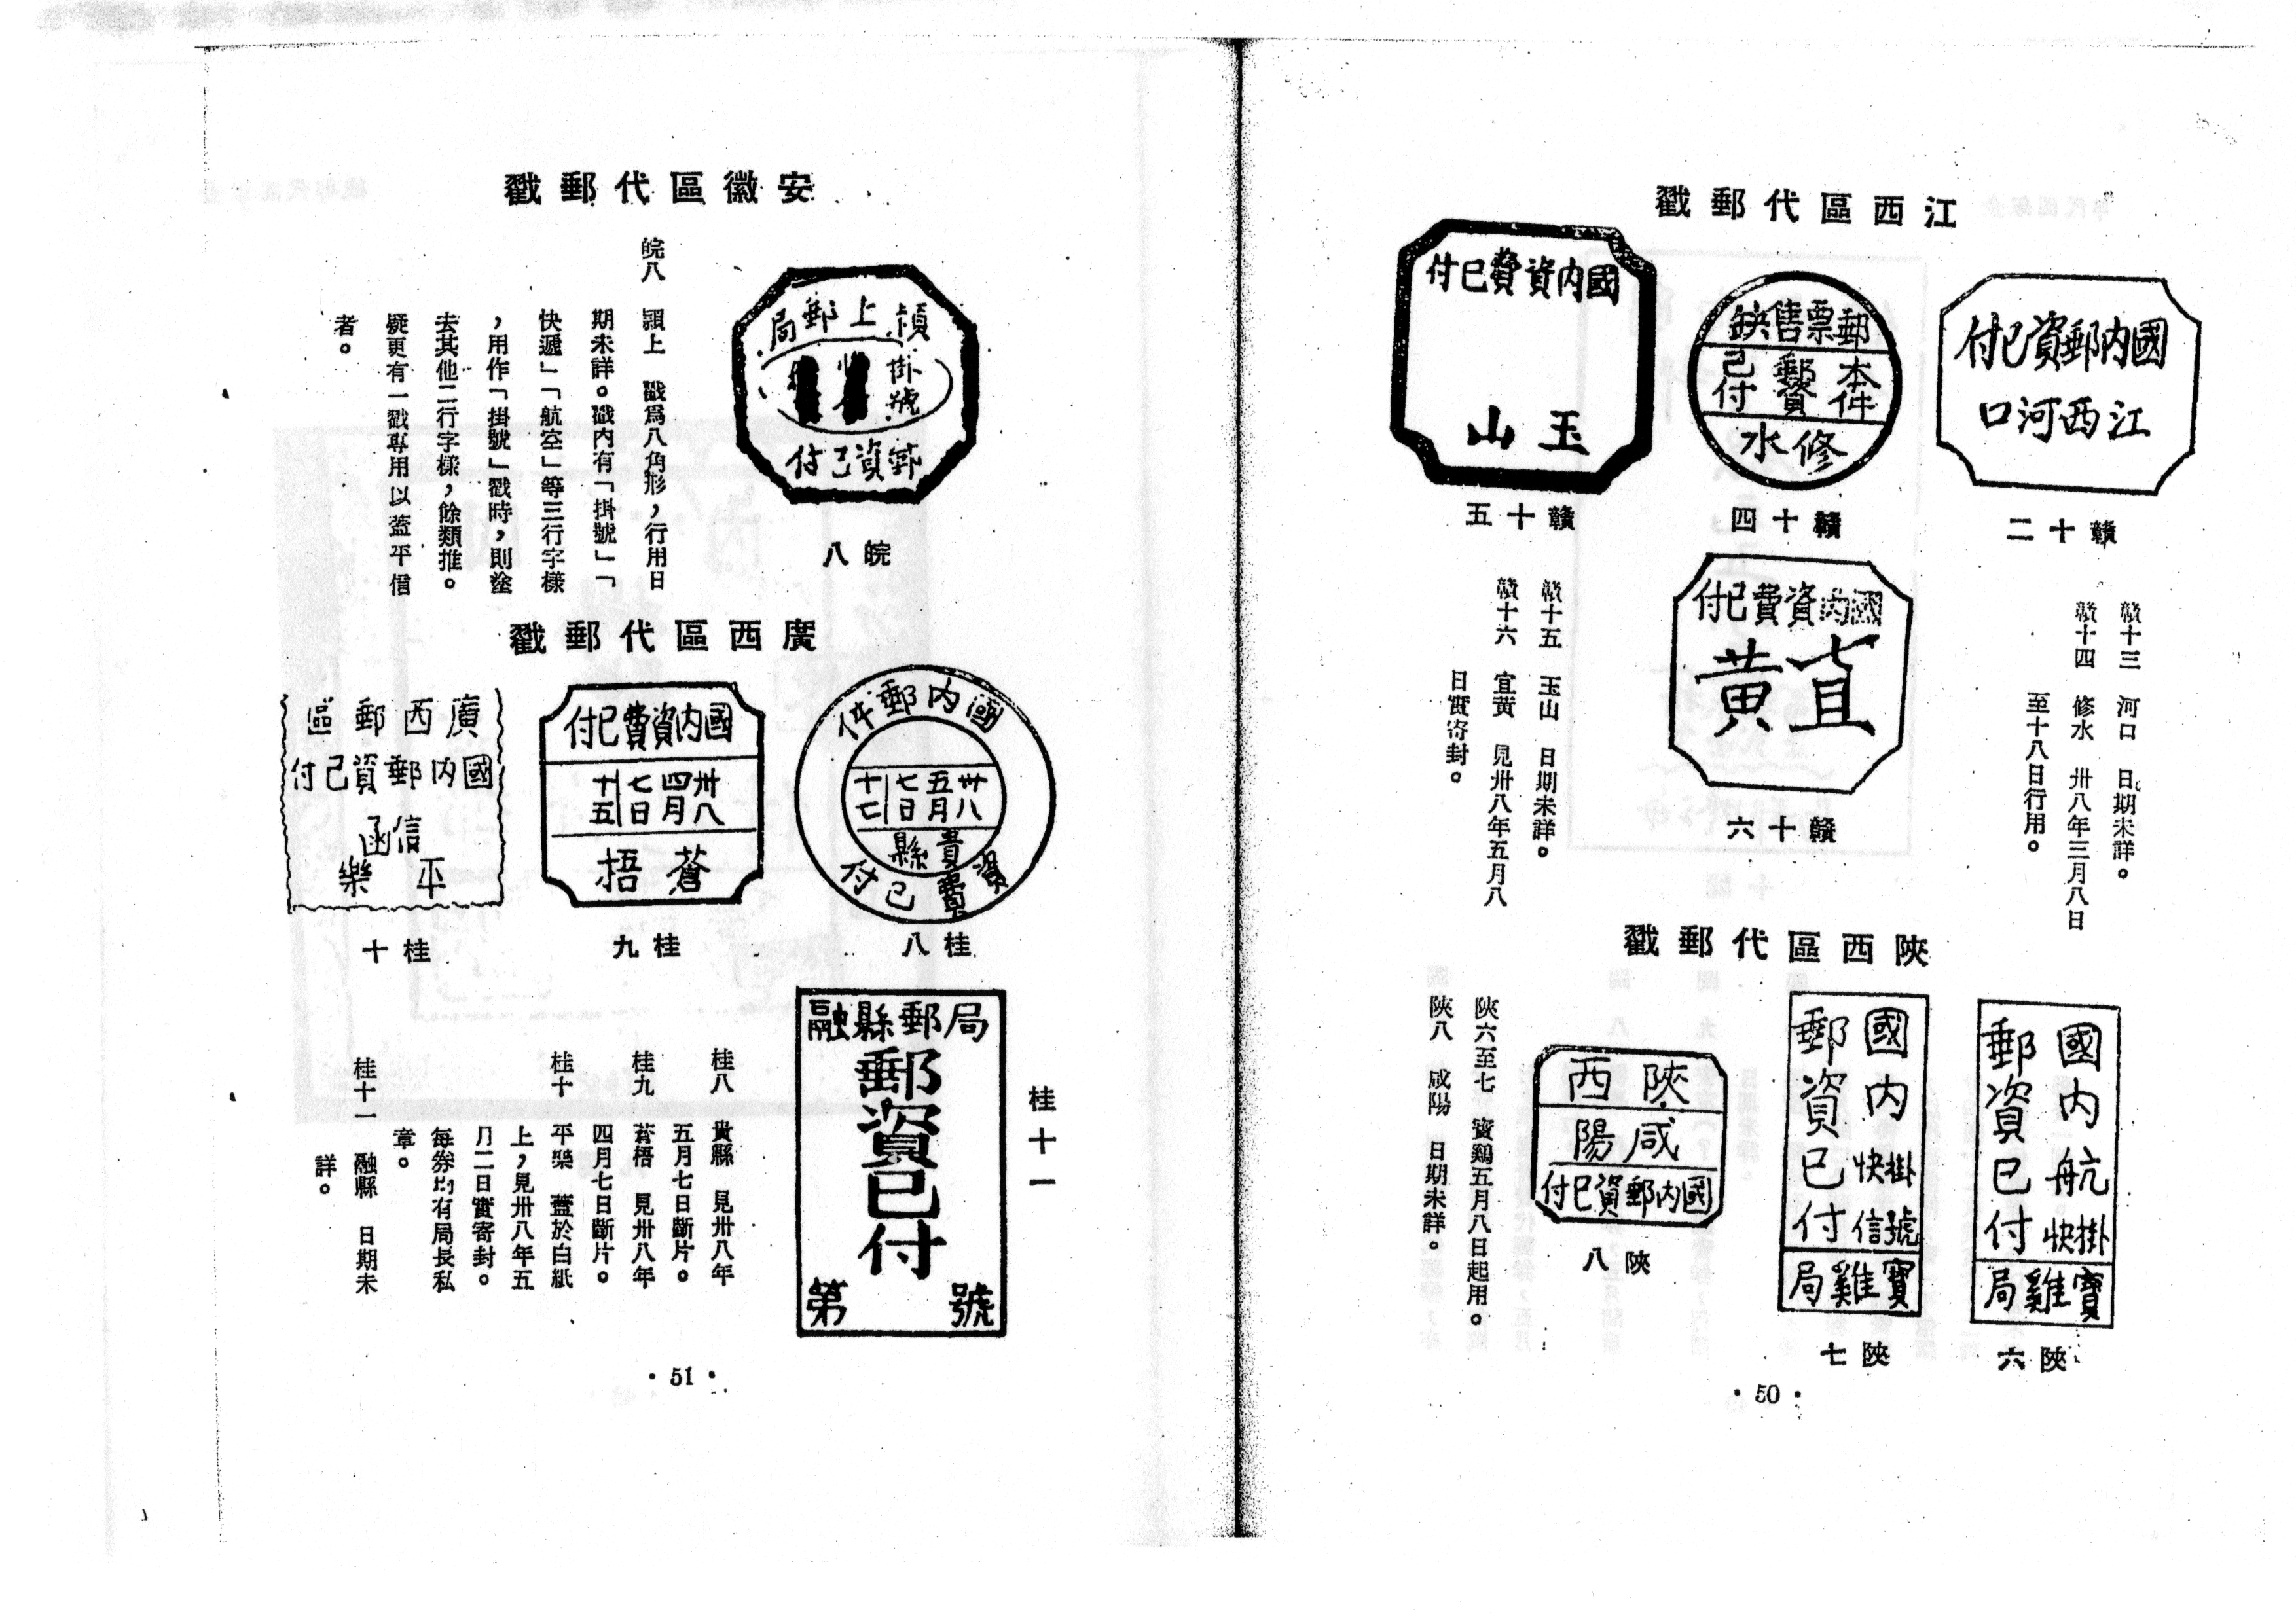 江西區代郵戳
國內郵資已付
江西河口
贛十二
郵票售缺
本件
郵資
已付
修水
贛十四
國內資費已付
玉山
贛十五
國內資費已付
宜黃
贛十六
贛十三　河口　日期未詳。
贛十四　修水　卅八年三月八日
至十八日行用。
贛十五　玉山　日期未詳。
贛十六　宜黃　見卅八年五月八
日實寄封。
陝西區代郵戳
國內航掛快
郵資已付
寶雞局
陝六
國內掛號快信
郵資已付
寶雞局
陝七
陝西
咸陽
國內郵資已付
陝八
陝六至七　寶鷄五月八日起用。
陝八　咸陽　日期未詳。
·50·
安徽區代郵戳
潁上郵局
掛號
郵資已付
皖八
皖八　潁上　戳爲八角形，行用日
期未詳。戳內有「掛號」「
快遞」「航空」等三行字樣
，用作「掛號」戳時，則塗
去其他二行字樣，餘類推。
疑更有一戳專用以蓋平信
者。
廣西區代郵戳
國內郵件
卅八
五月
七日
十七
貴縣
資費已付
桂八
國內資費已付
卅八
四月
七日
十五
蒼梧
桂九
廣西郵區
國內郵資已付
信函
平樂
桂十
桂十一
融縣郵局
郵資已付
第　號
桂八　貴縣　見卅八年
五月七日斷片。
桂九　蒼梧　見卅八年
四月七日斷片。
桂十　平樂　蓋於白紙
上，見卅八年五
月二日實寄封。
每券均有局長私
章。
桂十一　融縣　日期未
詳。
·51·